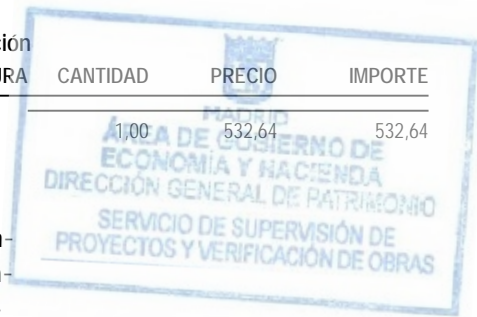 ción
URA CANTIDAD PRECIO IMPORTE
MADRID
1,00 532,64 532,64
ÁREA DE GOBIERNO DE
ECONOMÍA Y HACIENDA
DIRECCIÓN GENERAL DE PATRIMONIO
SERVICIO DE SUPERVISIÓN DE
PROYECTOS Y VERIFICACIÓN DE OBRAS